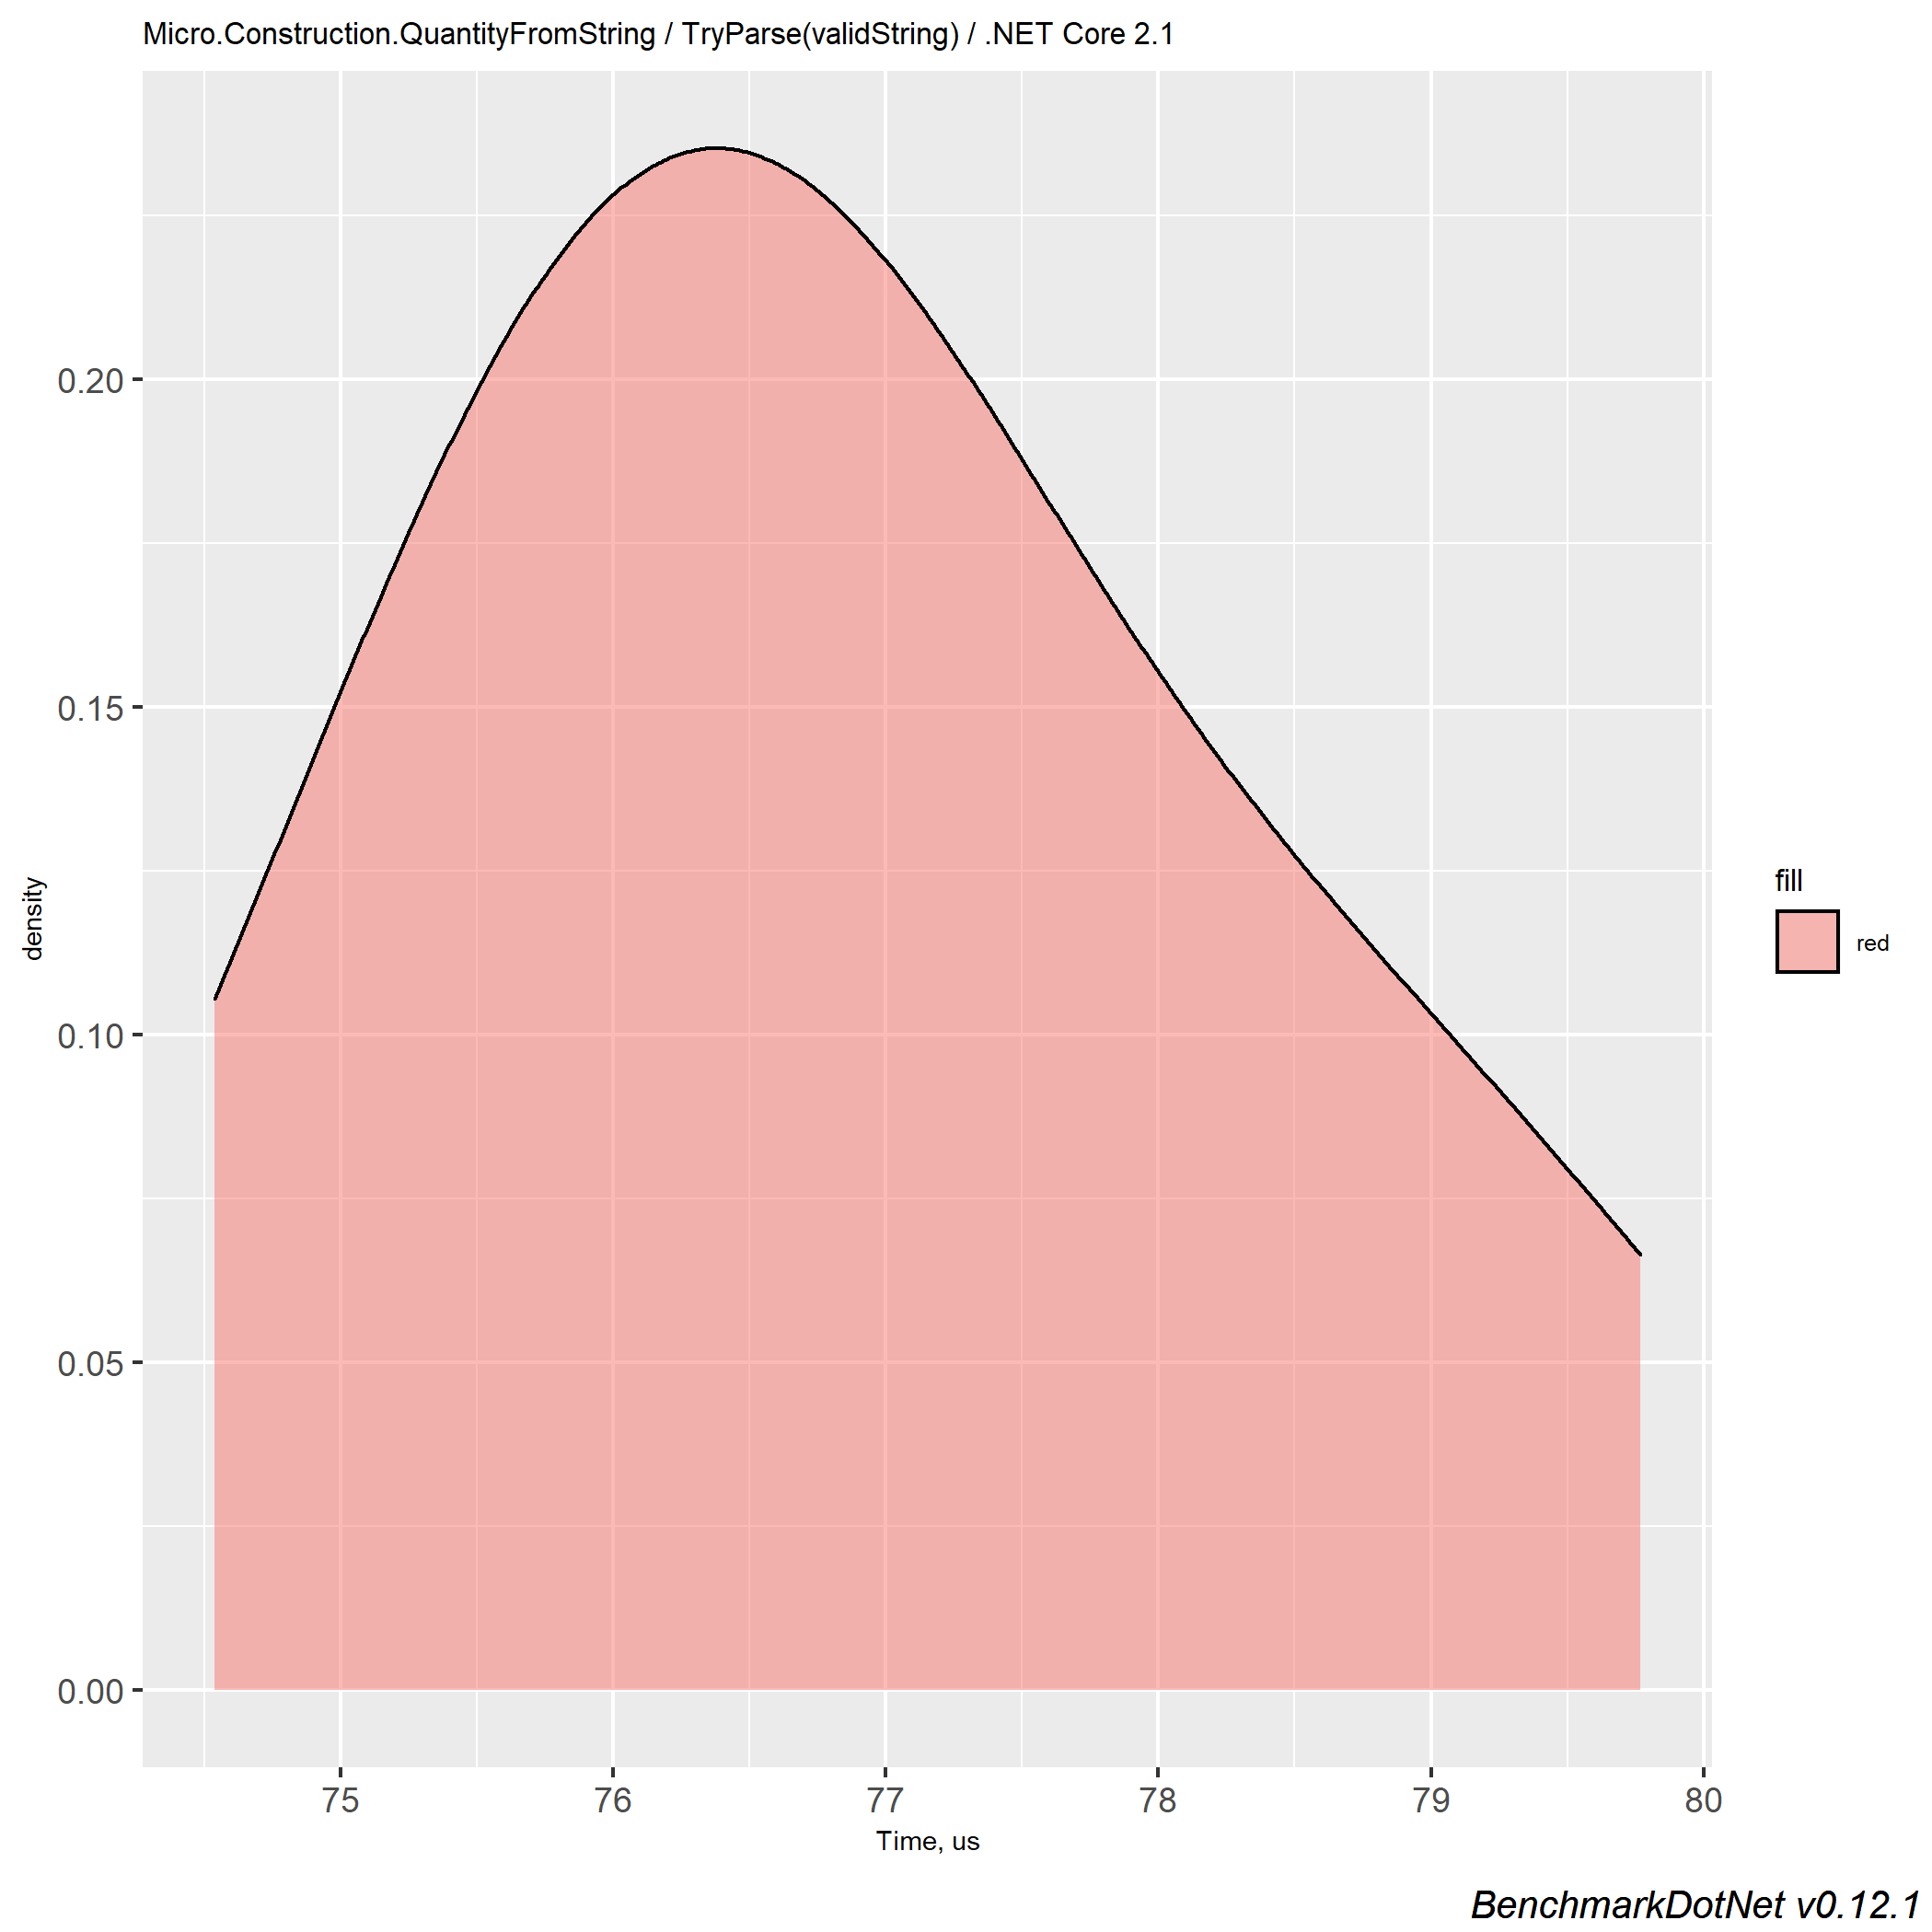 Micro.Construction.QuantityFromString / TryParse(validString) / .NET Core 2.1
0.20
0.15
0.10
0.05
0.00
density
75 76 77 78 79 80
Time, us
fill
red
BenchmarkDotNet v0.12.1